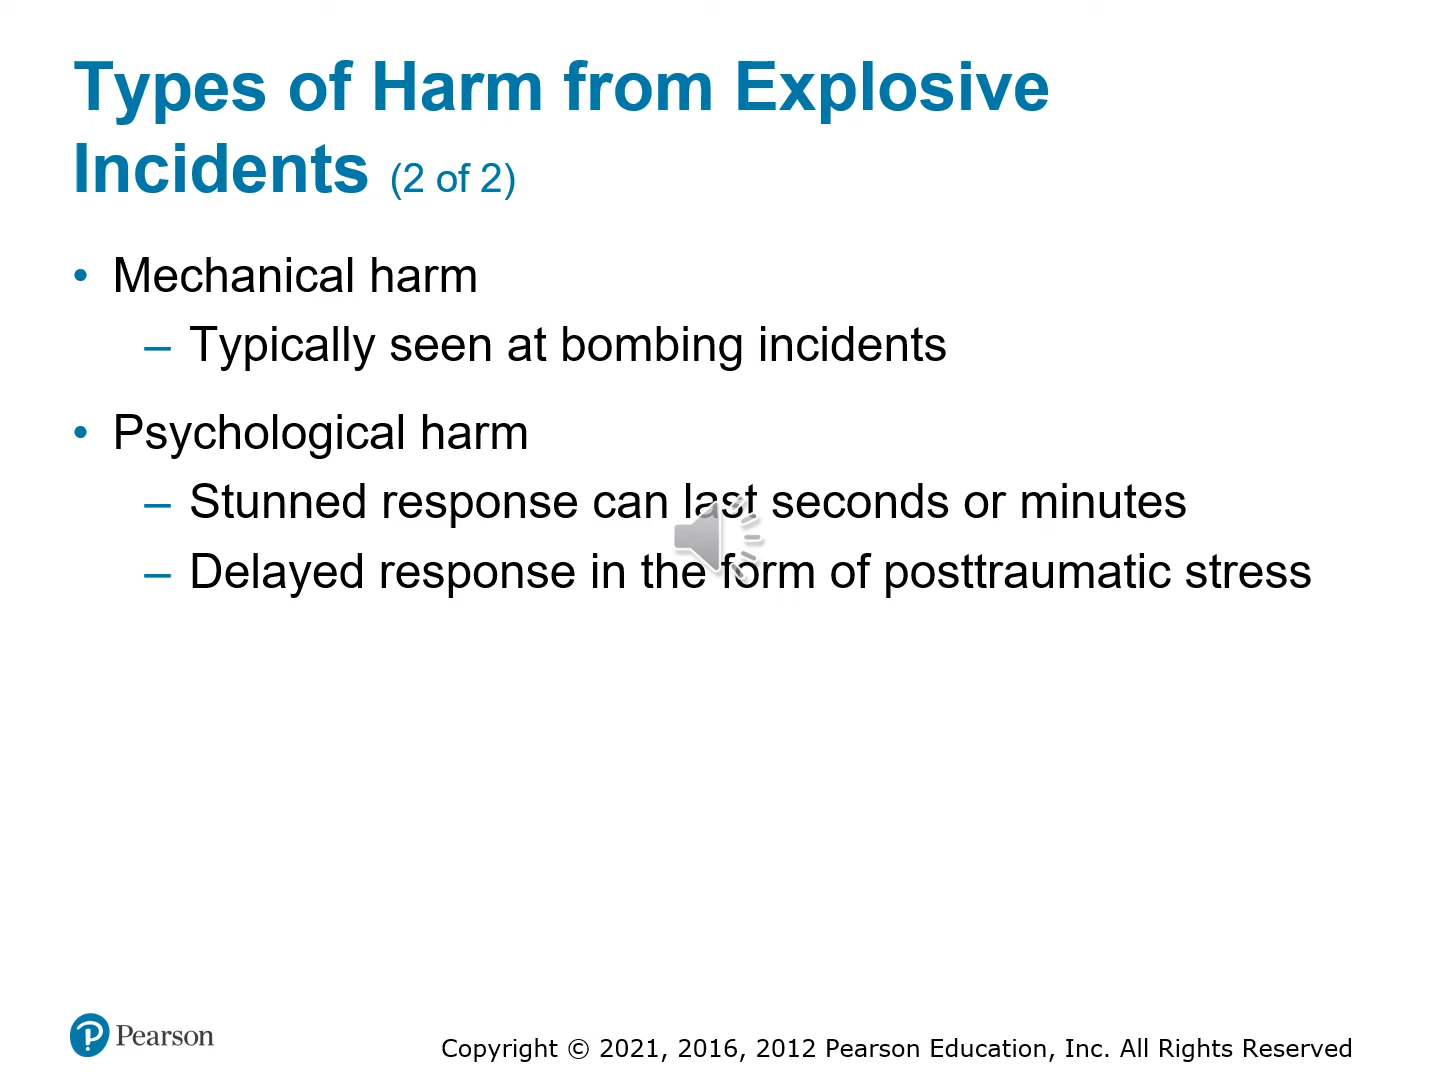 Types of Harm from Explosive
Incidents (2 of 2)
• Mechanical harm
– Typically seen at bombing incidents
• Psychological harm
– Stunned response can last seconds or minutes
– Delayed response in the form of posttraumatic stress
Pearson
Copyright © 2021, 2016, 2012 Pearson Education, Inc. All Rights Reserved